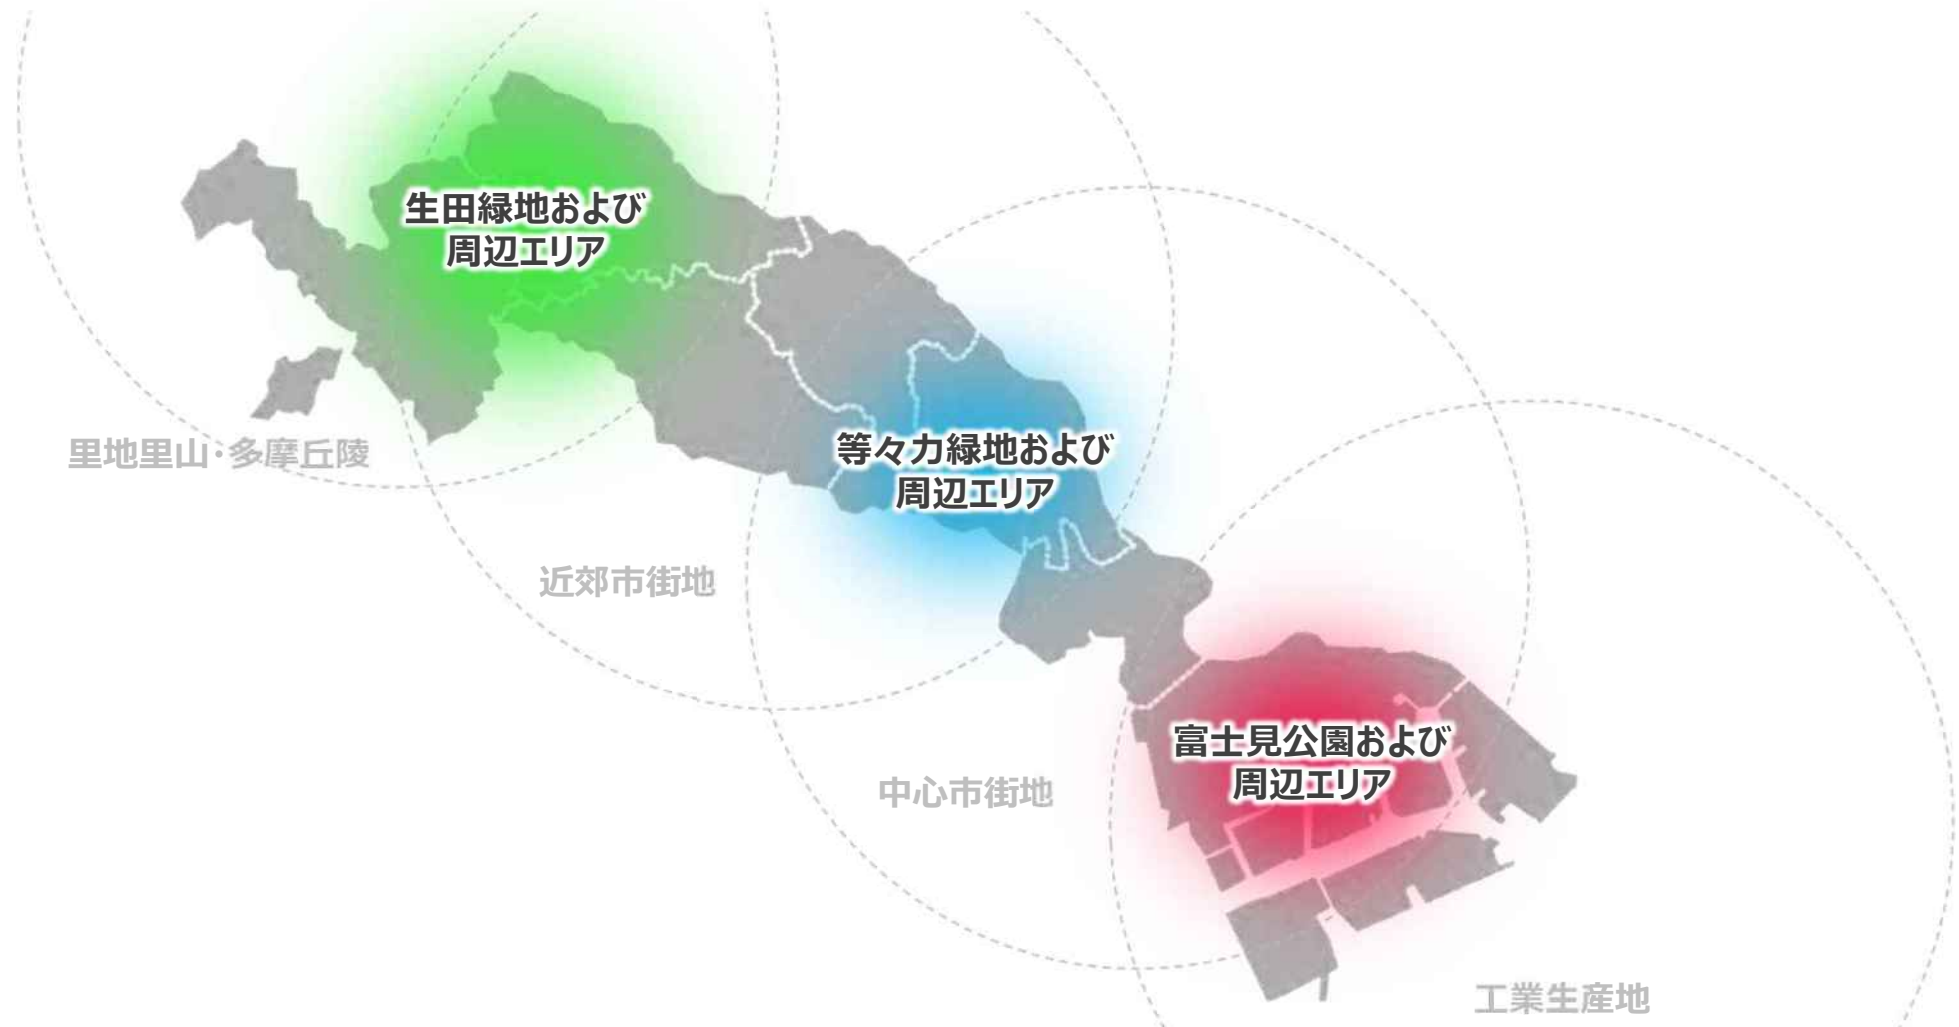 生田緑地および
周辺エリア
里地里山・多摩丘陵
等々力緑地および
周辺エリア
近郊市街地
富士見公園および
周辺エリア
中心市街地
工業生産地